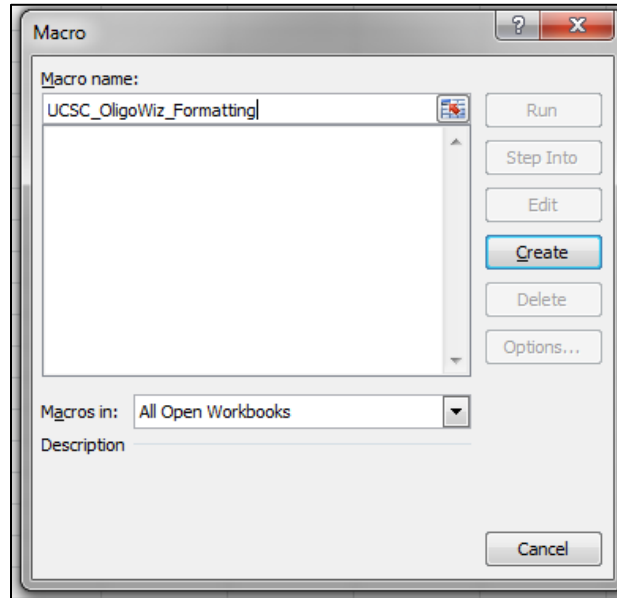 Macro
?
Macro name:
UCSC_OligoWiz_Formatting
Run
Step Into
Edit
Create
Delete
Options...
Macros in: All Open Workbooks
Description
Cancel